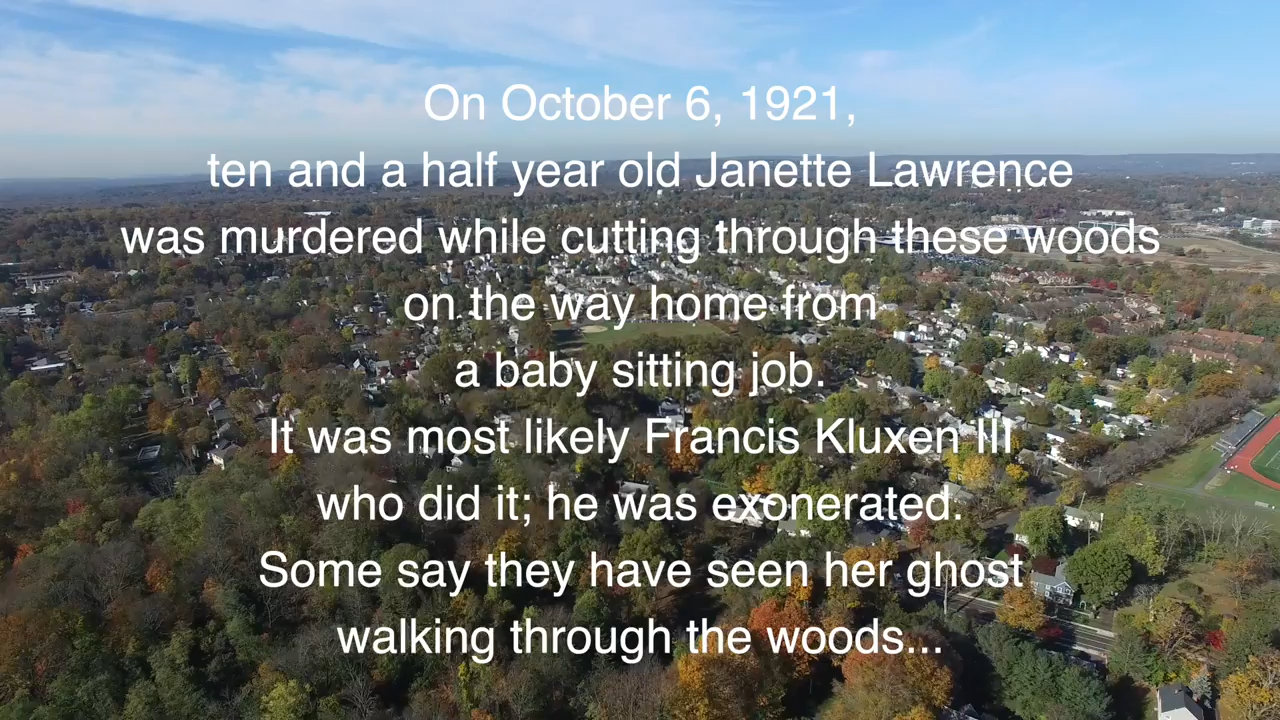 On October 6, 1921,
ten and a half year old Janette Lawrence
was murdered while cutting through these woods
on the way home from
a baby sitting job.
It was most likely Francis Kluxen III
who did it; he was exonerated.
Some say they have seen her ghost
walking through the woods...